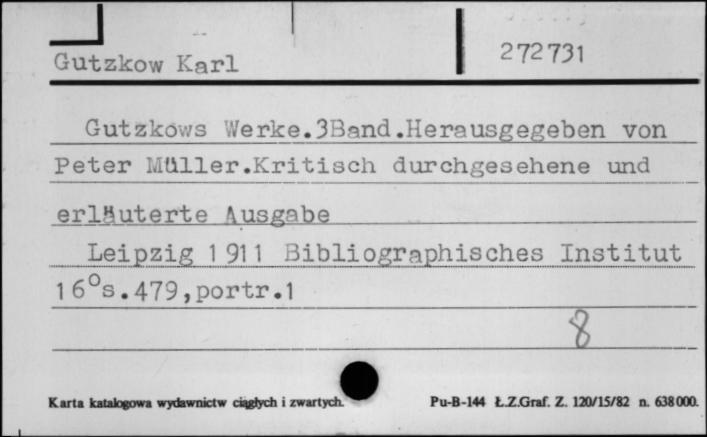 Gutzkow Karl
272731
Gutzkows Werke.3Band.Herausgegeben von
Peter Müller.Kritisch durchgesehene und
erläuterte Ausgabe
Leipzig 1911 Bibliographisches Institut
16°s.479,portr.1
8
Karta katalogowa wydawnictw ciągłych i zwartych.
Pu-B-144 Ł.Z.Graf. Z. 120/15/82 n. 638000.